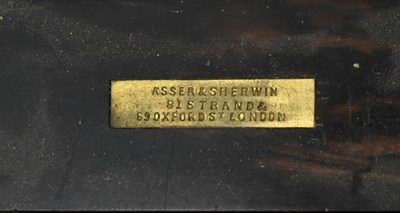 ASSER & SHERWIN
81 STRAND &
69 OXFORD ST LONDON